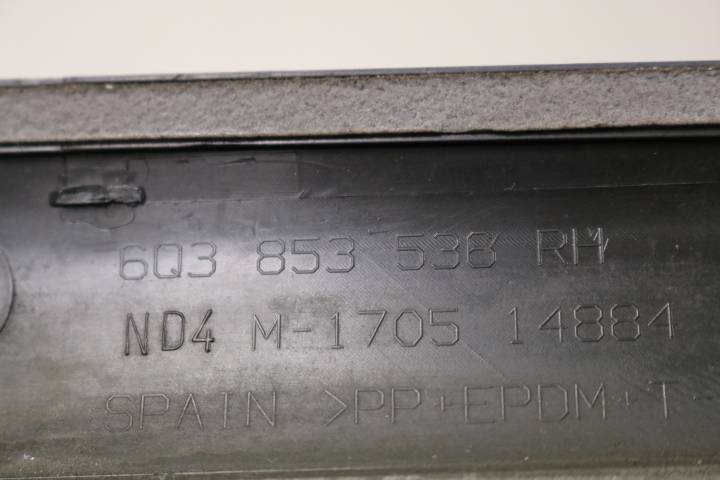 6Q3 853 538 RH
ND4 M-1705 14884
SPAIN >PP+EPDM+T